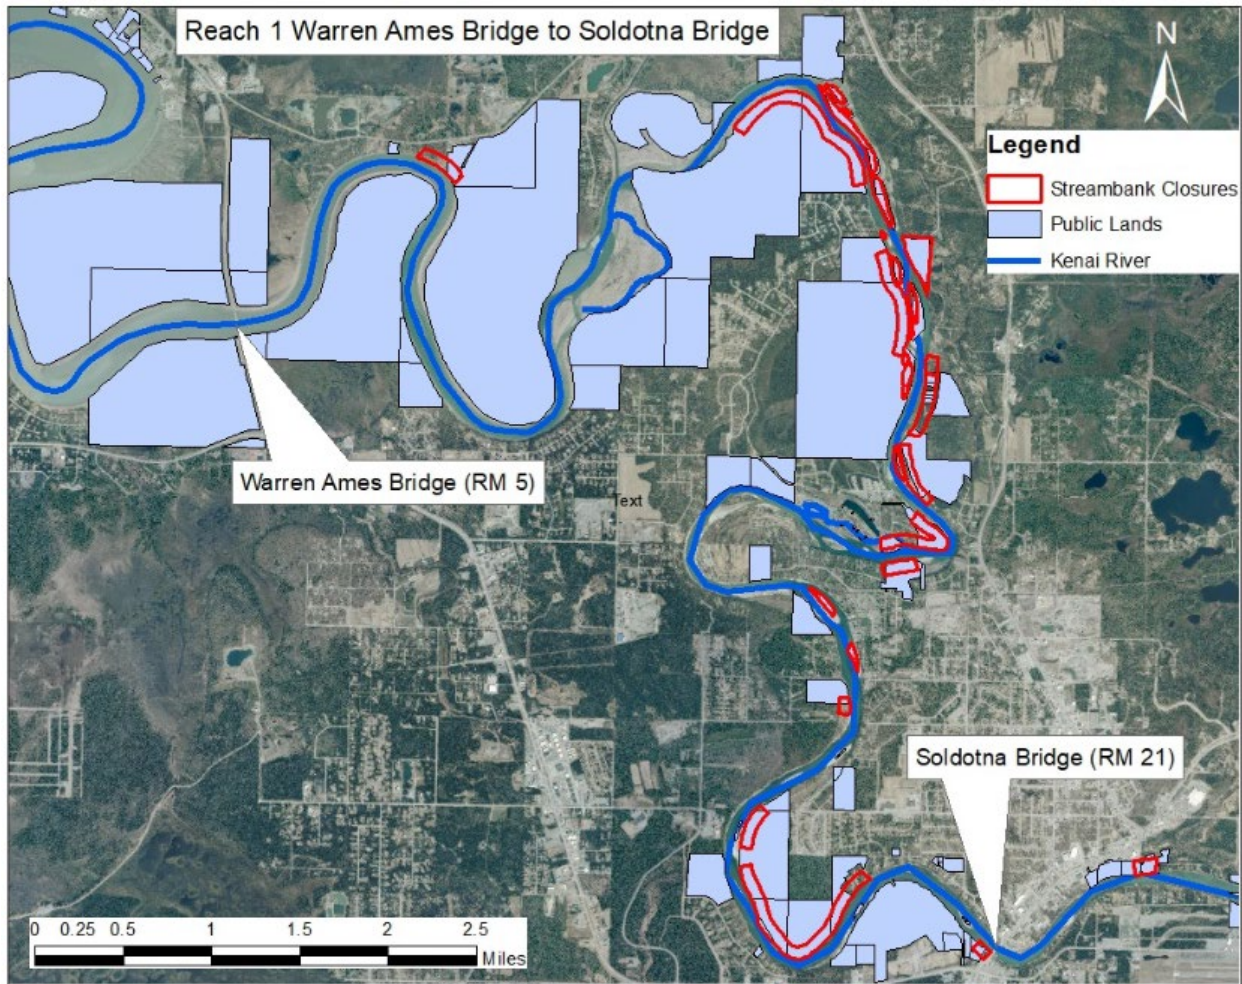 Reach 1 Warren Ames Bridge to Soldotna Bridge
N
Legend
Streambank Closures
Public Lands
Kenai River
Warren Ames Bridge (RM 5)
Text
Soldotna Bridge (RM 21)
0 0.25 0.5 1 1.5 2 2.5
Miles